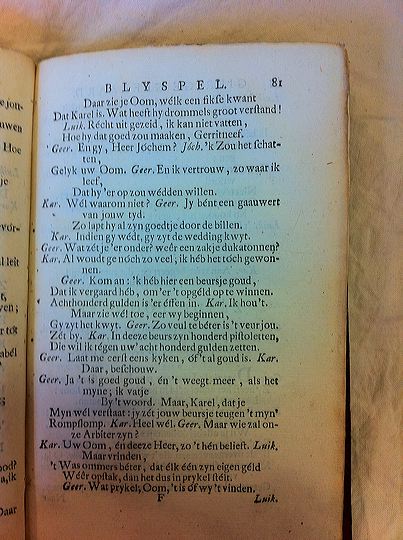 BLYSPEL. 81
Daar zie je Oom, wélk een fikse kwant
Dat Karel is. Wat heeft hy drommels groot verstand!
Luik. Récht uit gezeid, ik kan niet vatten,
Hoe hy dat goed zou maaken, Gerritneef.
Geer. En gy, Heer Jóchem? Jóch. 'k Zou het schatten,
Gelyk uw Oom. Geer. En ik vertrouw, zo waar ik leef,
Dat hy 'er op zou wédden willen.
Kar. Wél waarom niet? Geer. Jy bént een gaauwert van jouw tyd.
Zo lapt hy al zyn goedtje door de billen.
Kar. Indien gy wédt, gy zyt de wedding kwyt.
Geer. Wat zét je 'er onder? wéêr een zakje dukatonnen?
Kar. Al woudt ge nóch zo veel, ik héb het tóch gewonnen.
Geer. Kom an: 'k héb hier een beursje goud,
Dat ik vergaard héb, om 'er 't opgéld op te winnen.
Achthonderd gulden is 'er éffen in. Kar. Ik hou't.
Maar zie wél toe, eer wy beginnen,
Gy zyt het kwyt. Geer. Zo veul te béter is 't veur jou.
Zét by. Kar. In deeze beurs zyn honderd pistoletten,
Die wil ik tégen uw' acht honderd gulden zetten.
Geer. Laat me cerst eens kyken, óf 't al goud is. Kar. Daar, beschouw.
Geer. Ja 't is goed goud, én 't weegt meer, als het myne; ik vatje
By 't woord. Maar, Karel, dat je
Myn wél verstaat: jy zét jouw beursje teugen 't myn'
Rompslomp. Kar. Heel wél. Geer. Maar wie zal onze Arbiter zyn?
Kar. Uw Oom, én deeze Heer, zo 't hén belieft. Luik. Maar vrinden,
't Was ommers béter, dat élk één zyn eigen géld
Wéêr opstak, dan het dus in prykel stélt.
Geer. Wat prykel, Oom, 't is óf wy 't vinden.
F Luik.